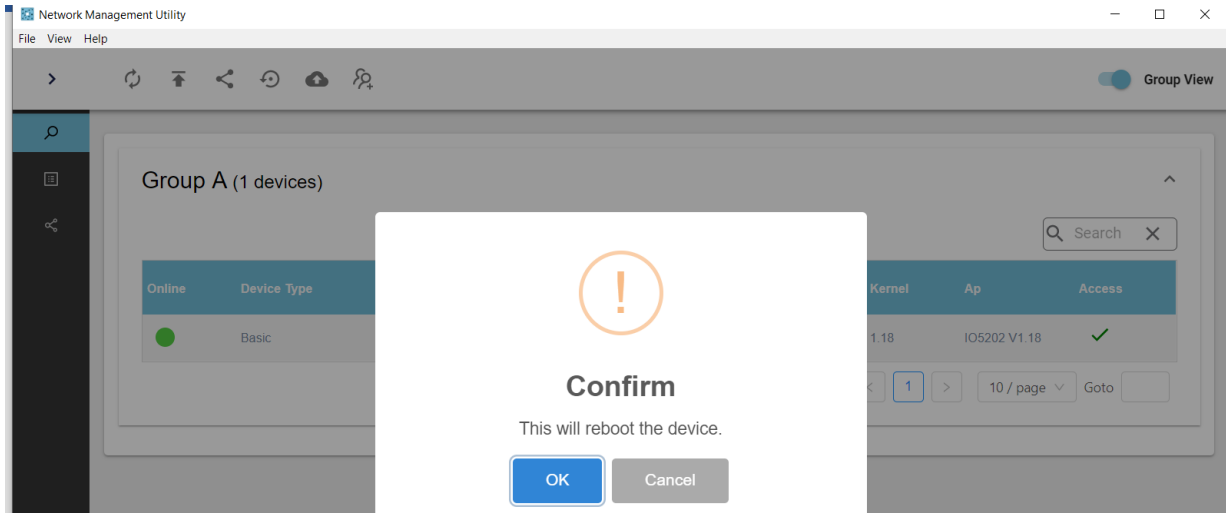 Network Management Utility
File View Help
Group View
Group A (1 devices)
Search
Online Device Type Kernel Ap Access
Basic 1.18 IO5202 V1.18
1 10 / page Goto
!
Confirm
This will reboot the device.
OK Cancel